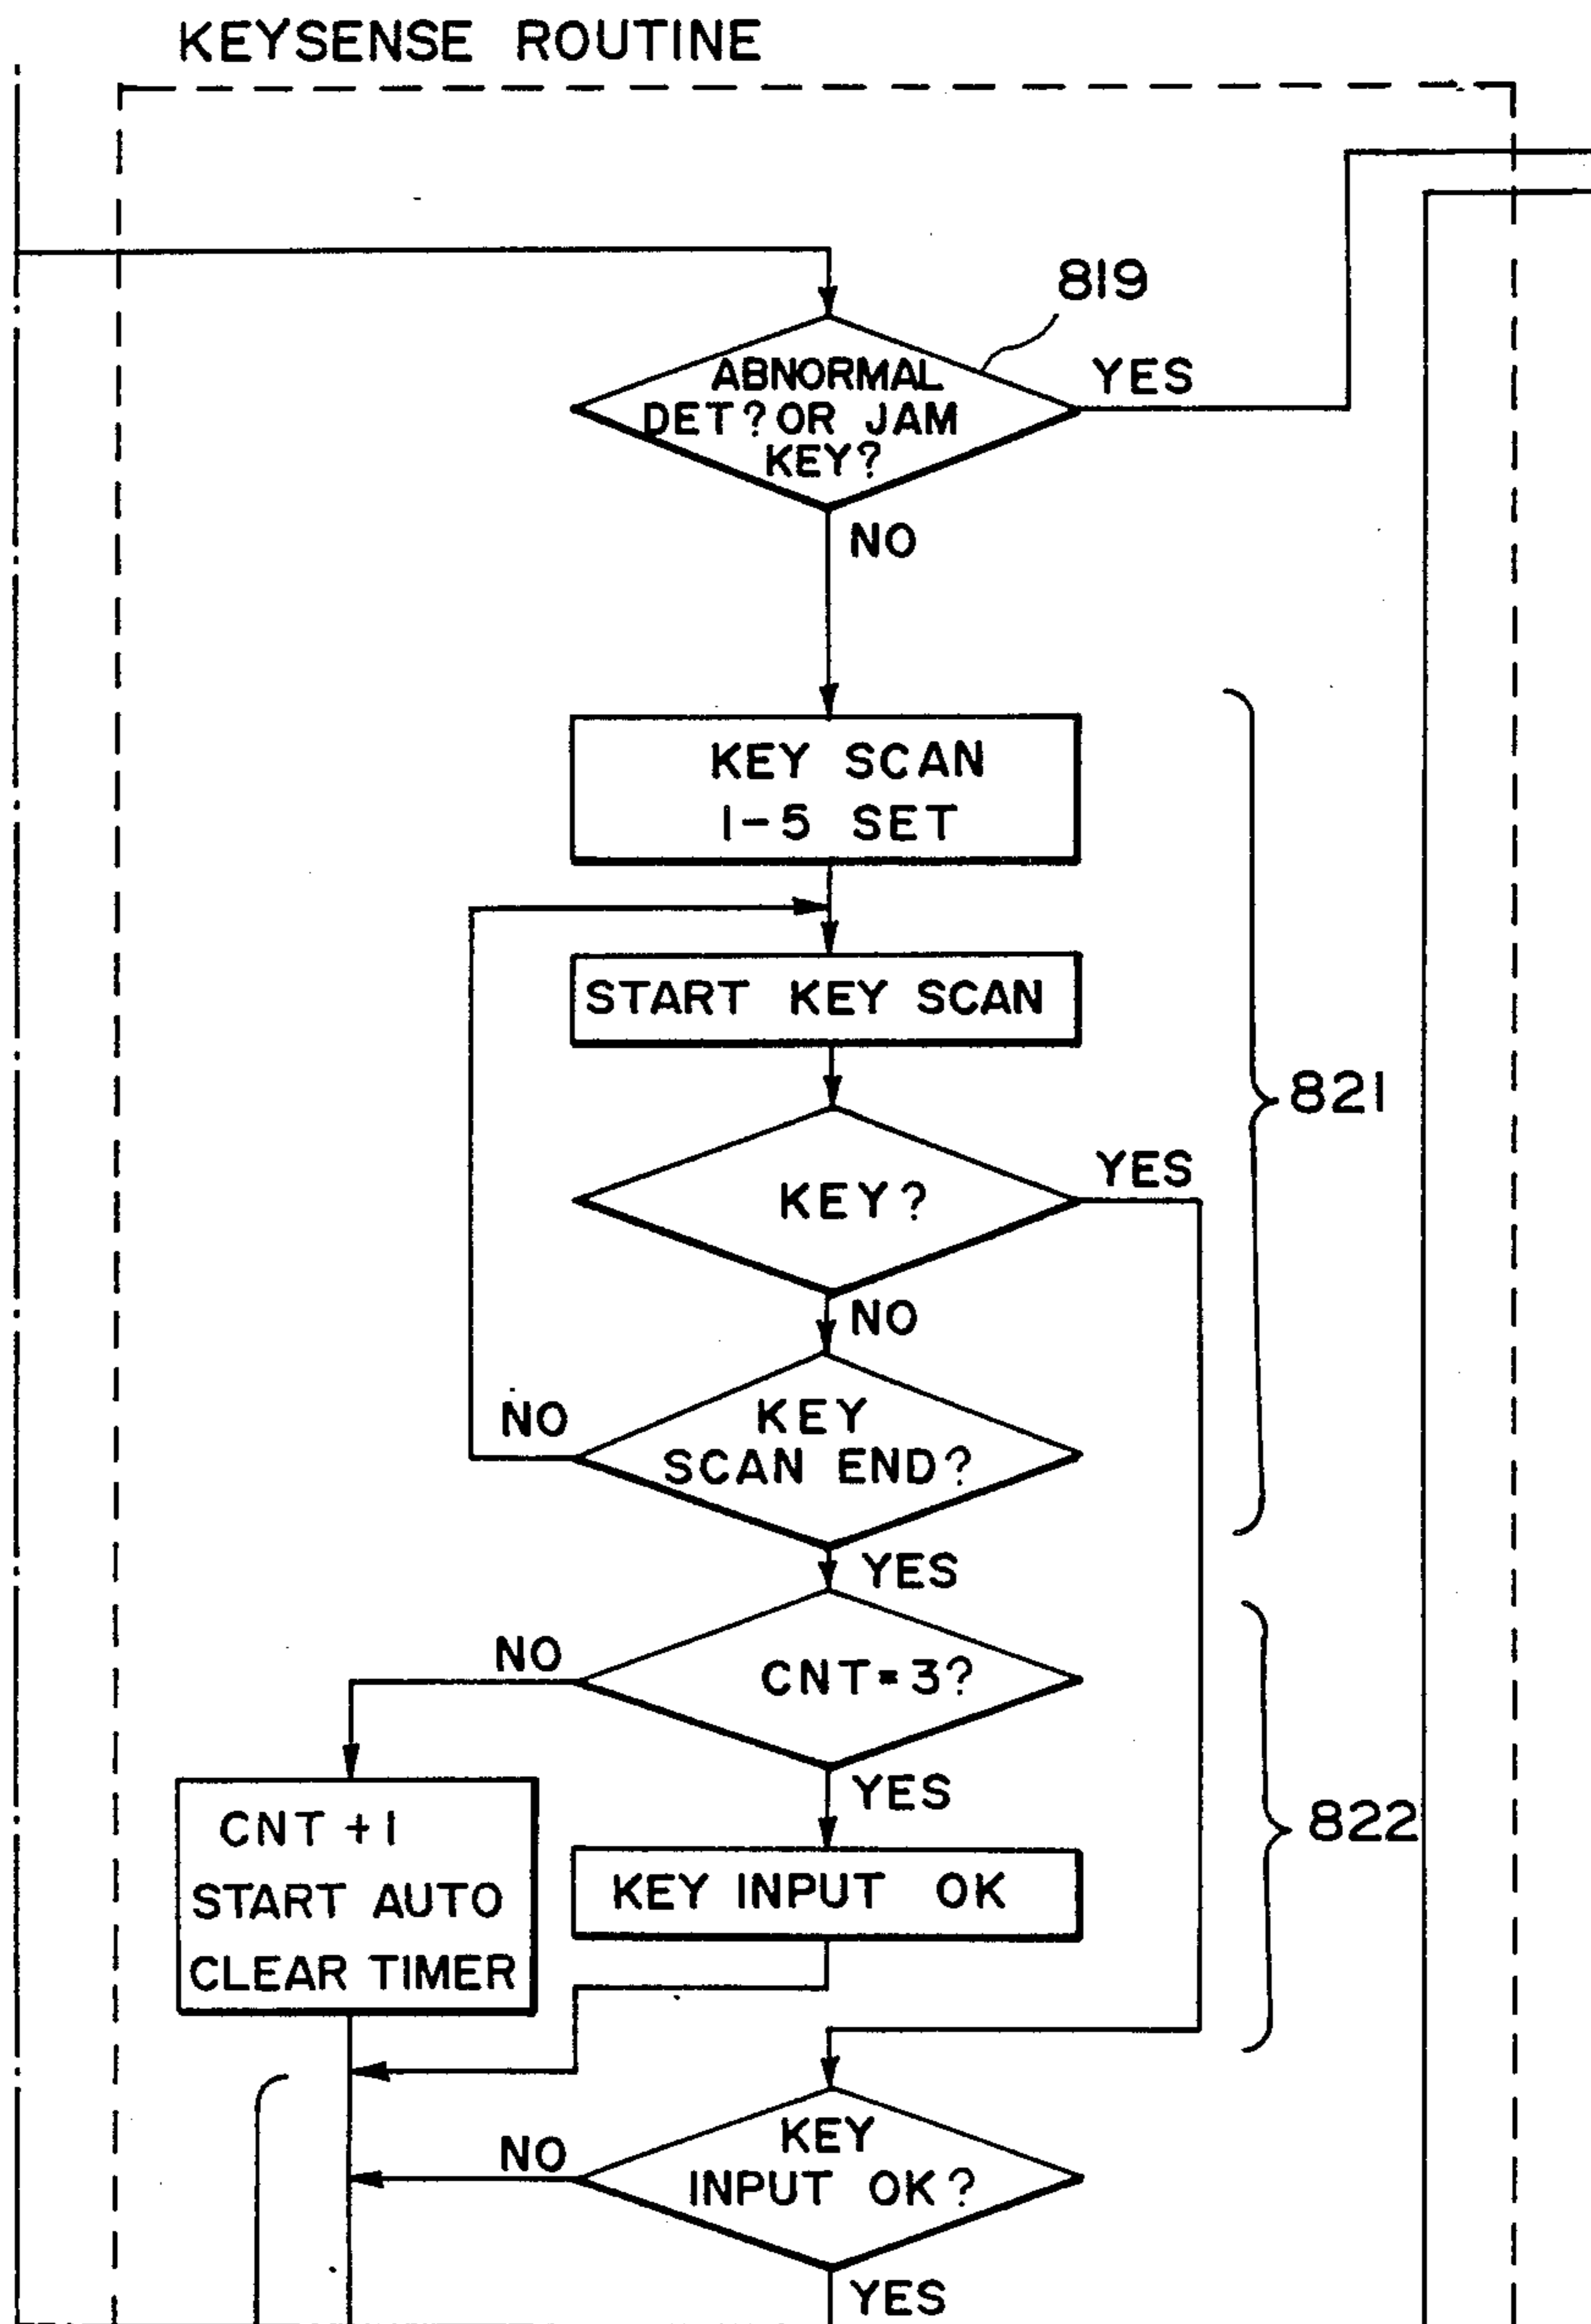 KEYSENSE ROUTINE
819
ABNORMAL
DET? OR JAM
KEY?
YES
NO
KEY SCAN
1-5 SET
START KEY SCAN
821
KEY?
YES
NO
KEY
SCAN END?
NO
YES
CNT=3?
NO
YES
CNT +1
START AUTO
CLEAR TIMER
KEY INPUT OK
822
KEY
INPUT OK?
NO
YES